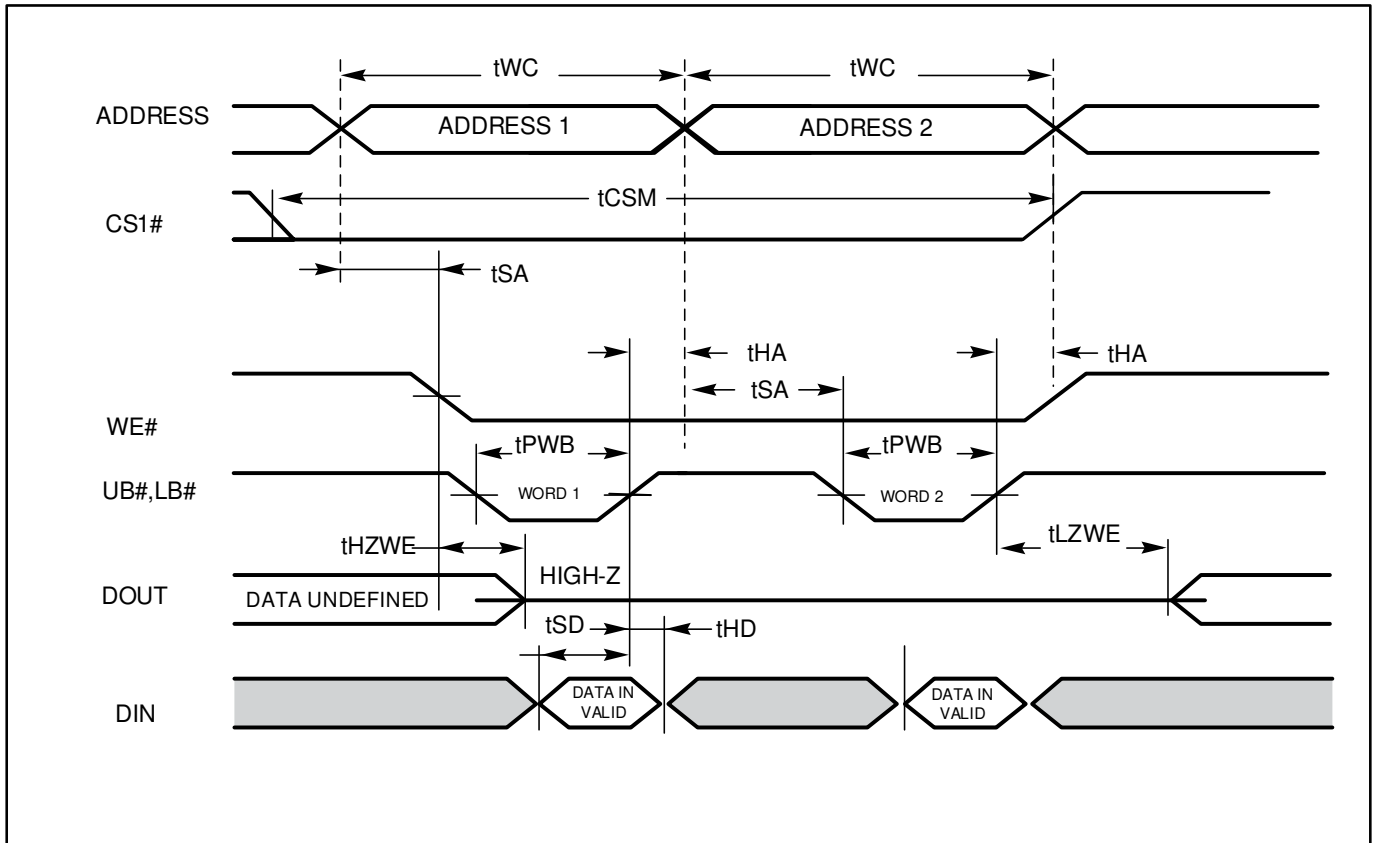 tWC
tWC
ADDRESS
ADDRESS 1
ADDRESS 2
tCSM
CS1#
tSA
tHA
tHA
tSA
WE#
tPWB
tPWB
UB#,LB#
WORD 1
WORD 2
tHZWE
tLZWE
HIGH-Z
DOUT
DATA UNDEFINED
tSD
tHD
DIN
DATA IN
VALID
DATA IN
VALID